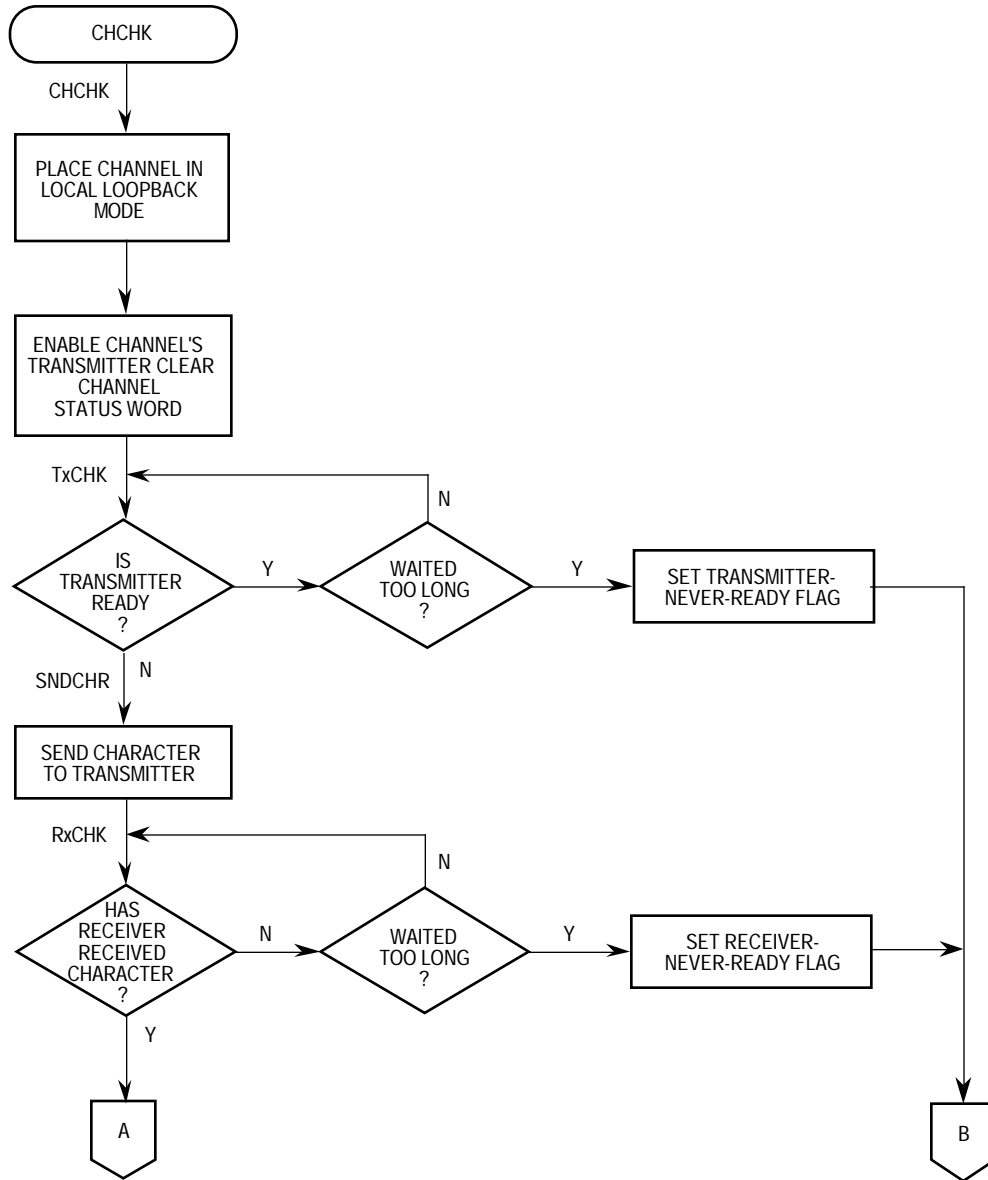 CHCHK
CHCHK
PLACE CHANNEL IN
LOCAL LOOPBACK
MODE
ENABLE CHANNEL'S
TRANSMITTER CLEAR
CHANNEL
STATUS WORD
TxCHK
N
IS
TRANSMITTER
READY
?
Y
WAITED
TOO LONG
?
Y
SET TRANSMITTER-
NEVER-READY FLAG
N
SNDCHR
SEND CHARACTER
TO TRANSMITTER
RxCHK
N
HAS
RECEIVER
RECEIVED
CHARACTER
?
N
WAITED
TOO LONG
?
Y
SET RECEIVER-
NEVER-READY FLAG
Y
A
B